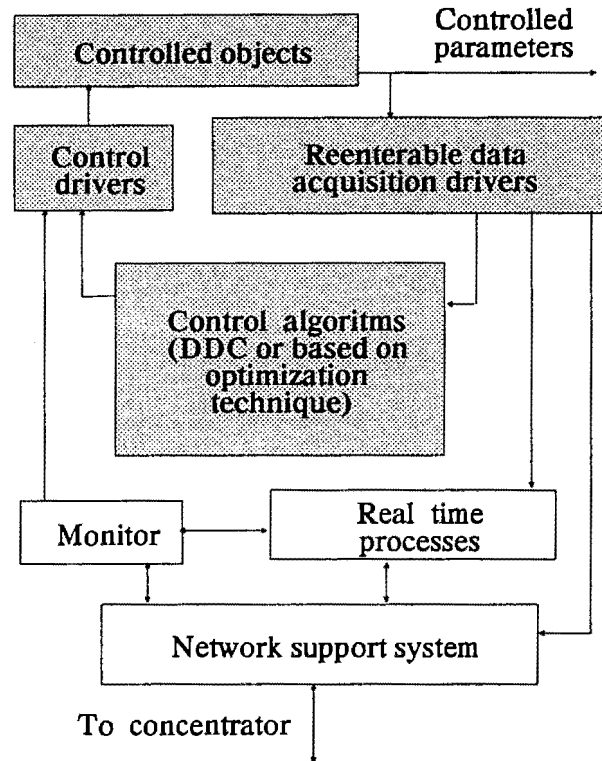 Controlled
parameters
Controlled objects
Control
drivers
Reenterable data
acquisition drivers
Control algoritms
(DDC or based on
optimization
technique)
Monitor
Real time
processes
Network support system
To concentrator